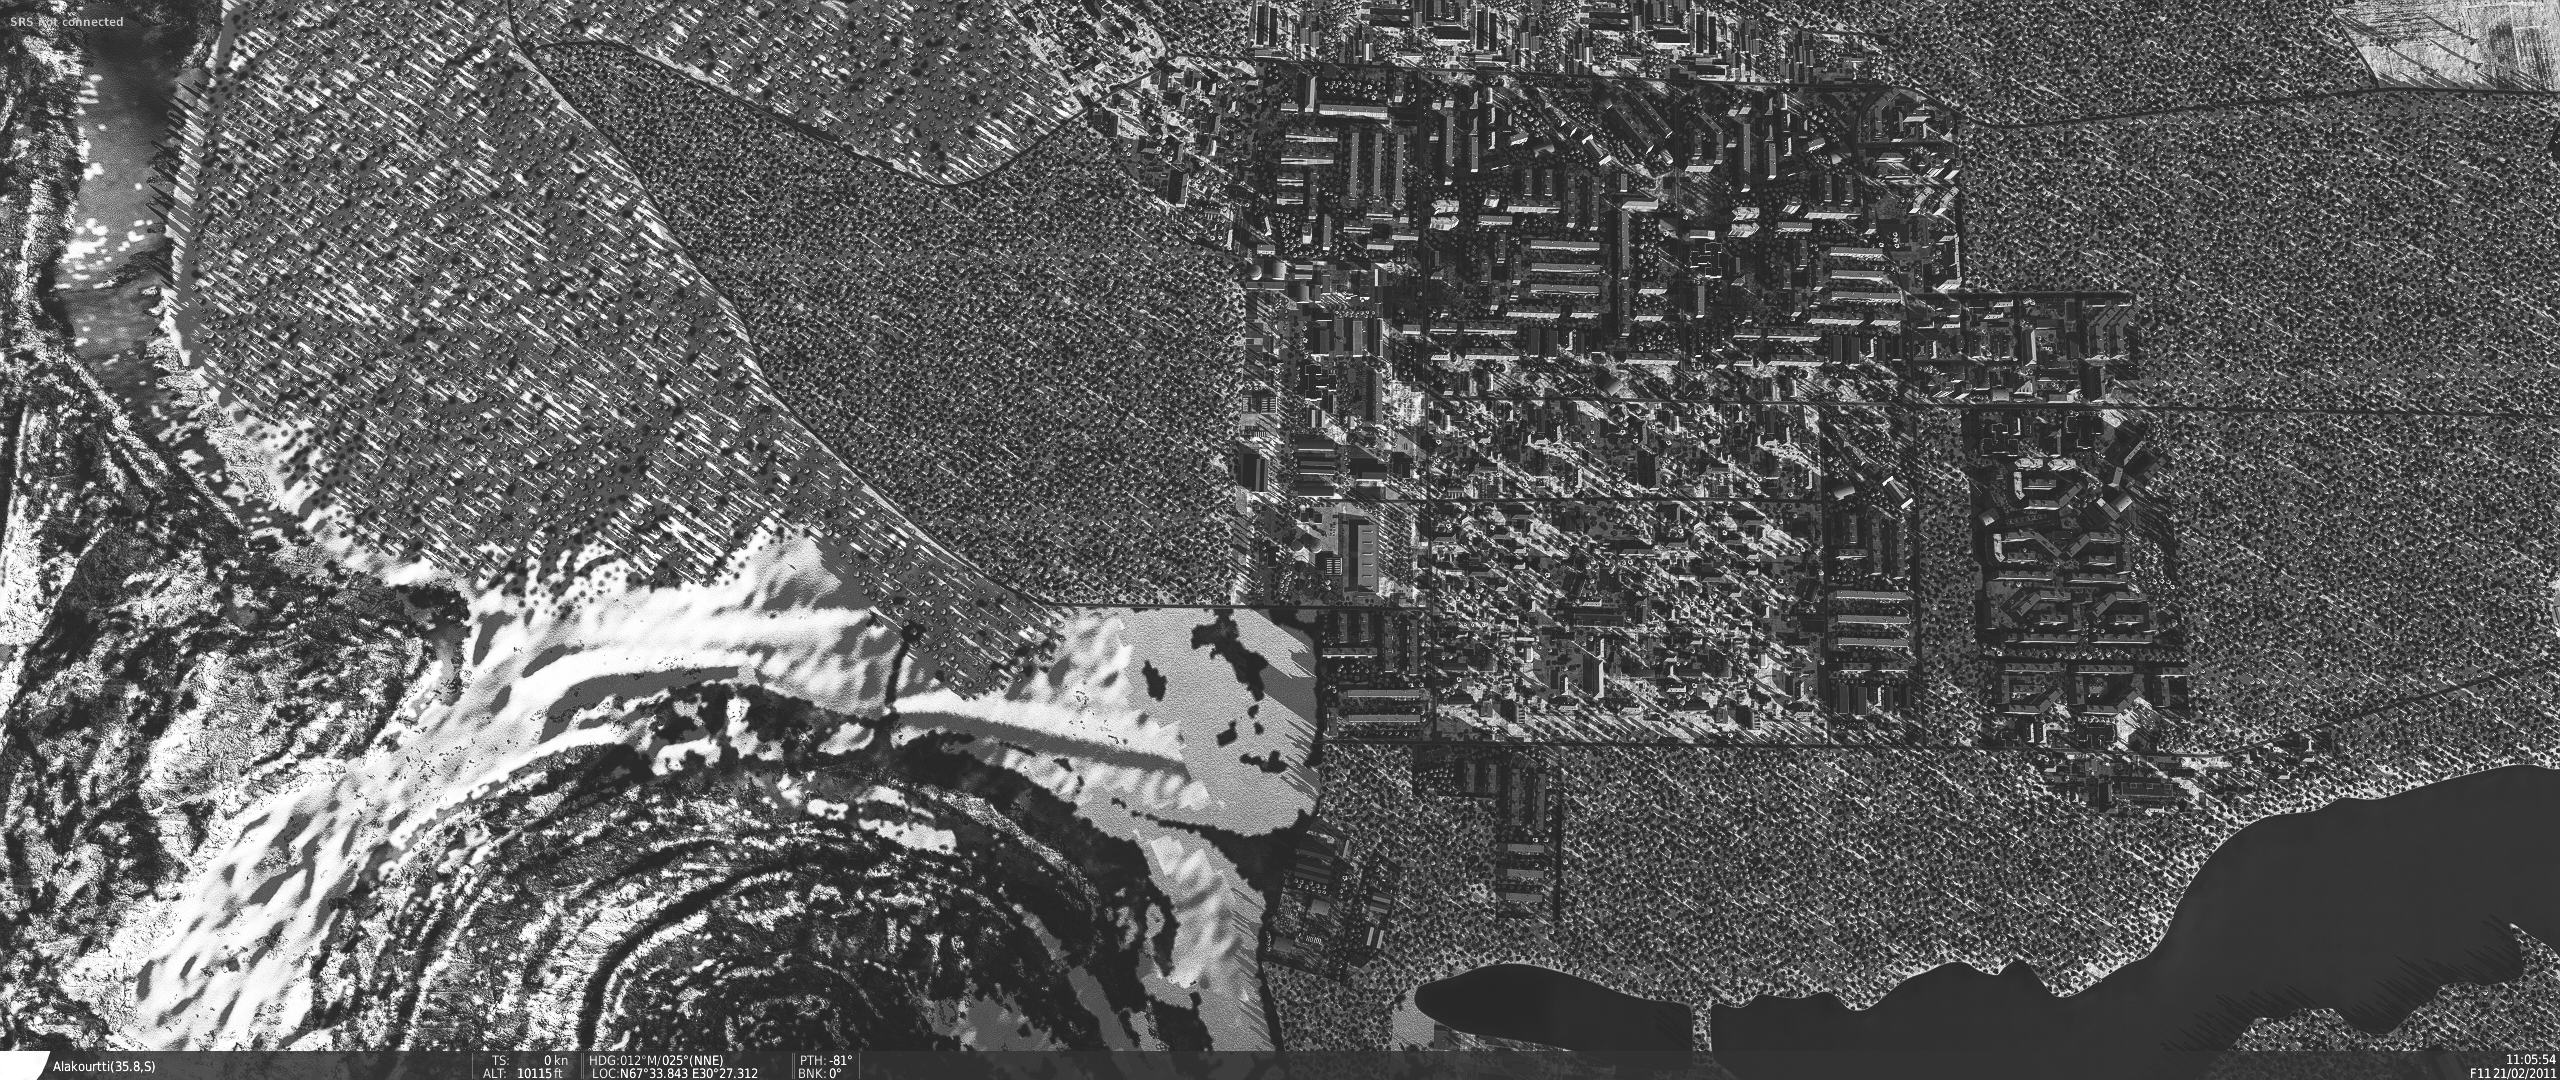 SRS Not connected
Alakourtti(35.8,S)
TS: 0 kn
ALT: 10115 ft
HDG:012°M/025°(NNE)
LOC:N67°33.843 E30°27.312
PTH: -81°
BNK: 0°
11:05:54
F11 21/02/2011